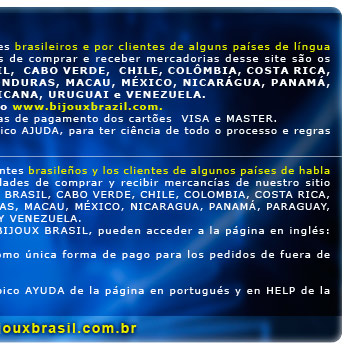 es brasileiros e por clientes de alguns países de língua
s de comprar e receber mercadorias desse site são os
IL, CABO VERDE, CHILE, COLÔMBIA, COSTA RICA,
NDURAS, MACAU, MÉXICO, NICARÁGUA, PANAMÁ,
ICANA, URUGUAI e VENEZUELA.
o www.bijouxbrazil.com.
as de pagamento dos cartões VISA e MASTER.
ico AJUDA, para ter ciência de todo o processo e regras
ntes brasileños y los clientes de algunos países de habla
dades de comprar y recibir mercancías de nuestro sitio
BRASIL, CABO VERDE, CHILE, COLOMBIA, COSTA RICA,
AS, MACAU, MÉXICO, NICARAGUA, PANAMÁ, PARAGUAY,
Y VENEZUELA.
BIJOUX BRASIL, pueden acceder a la página en inglés:
omo única forma de pago para los pedidos de fuera de
pico AYUDA de la página en portugués y en HELP de la
jouxbrasil.com.br